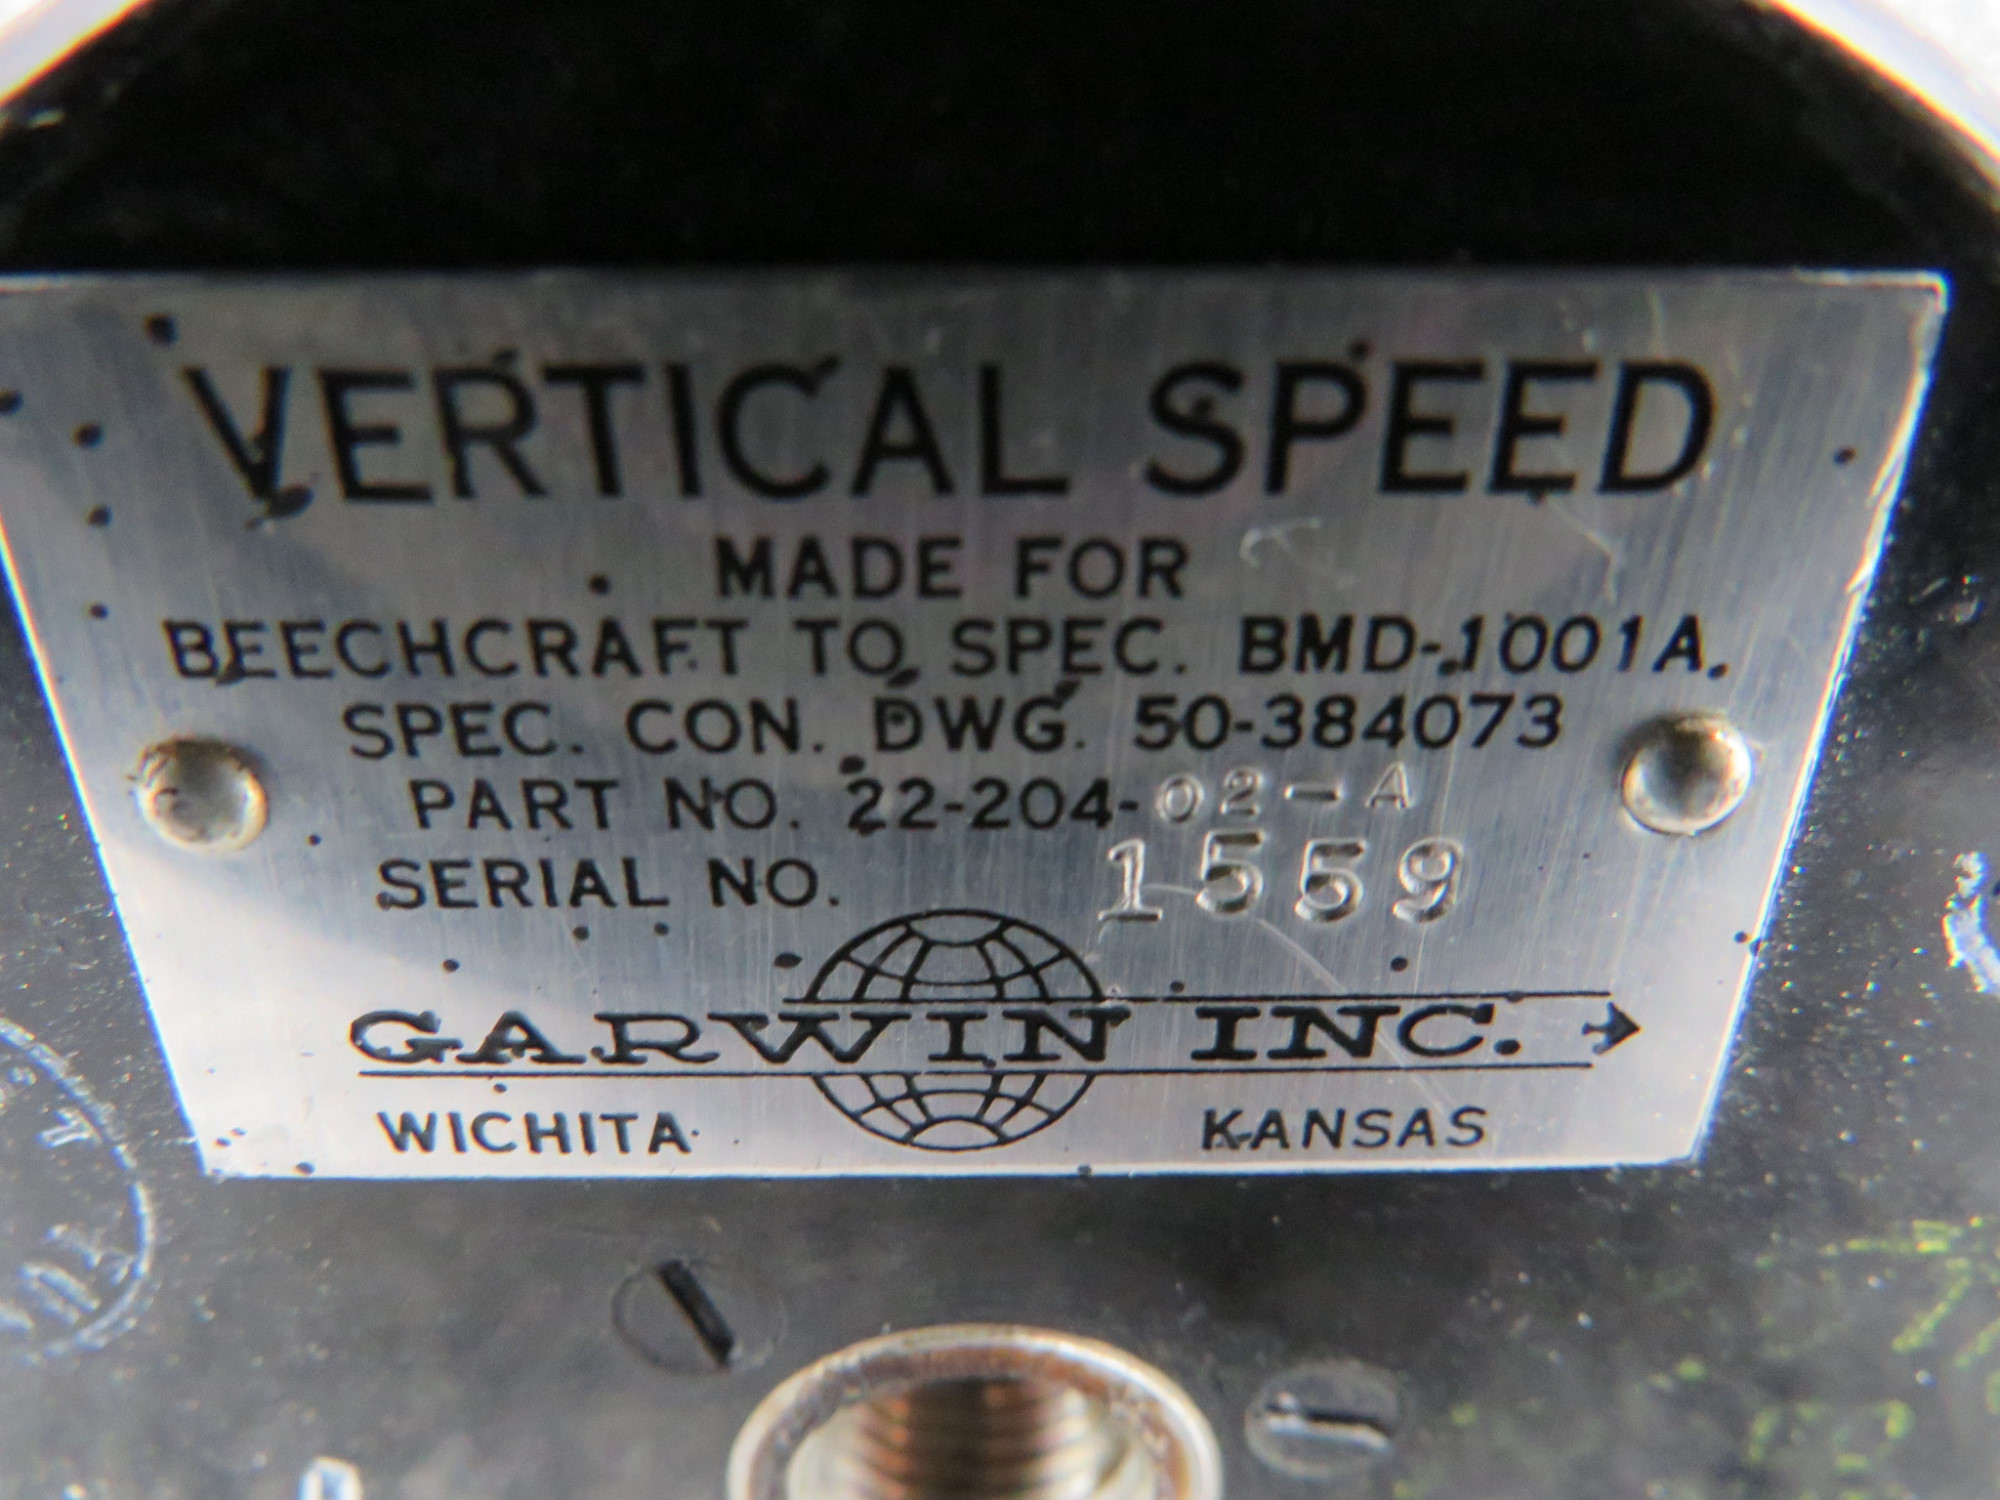 VERTICAL SPEED
MADE FOR
BEECHCRAFT TO SPEC. BMD-1001A.
SPEC. CON. DWG. 50-384073
PART NO. 22-204-02-A
SERIAL NO. 1559
GARWIN INC.
WICHITA KANSAS